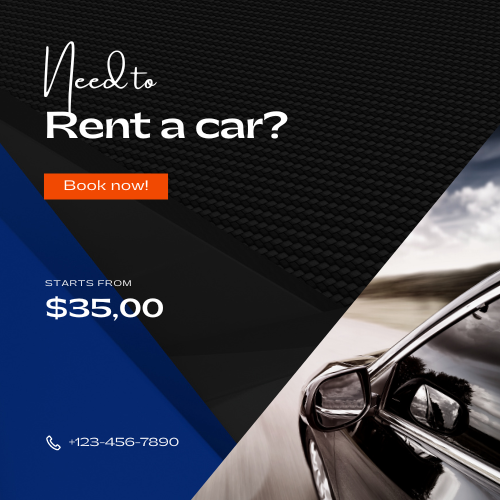 Need to
Rent a car?
Book now!
STARTS FROM
$35,00
+123-456-7890